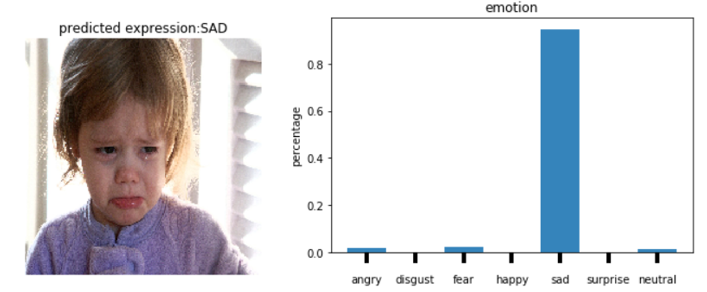 predicted expression:SAD
emotion
percentage
0.8
0.6
0.4
0.2
0.0
angry disgust fear happy sad surprise neutral